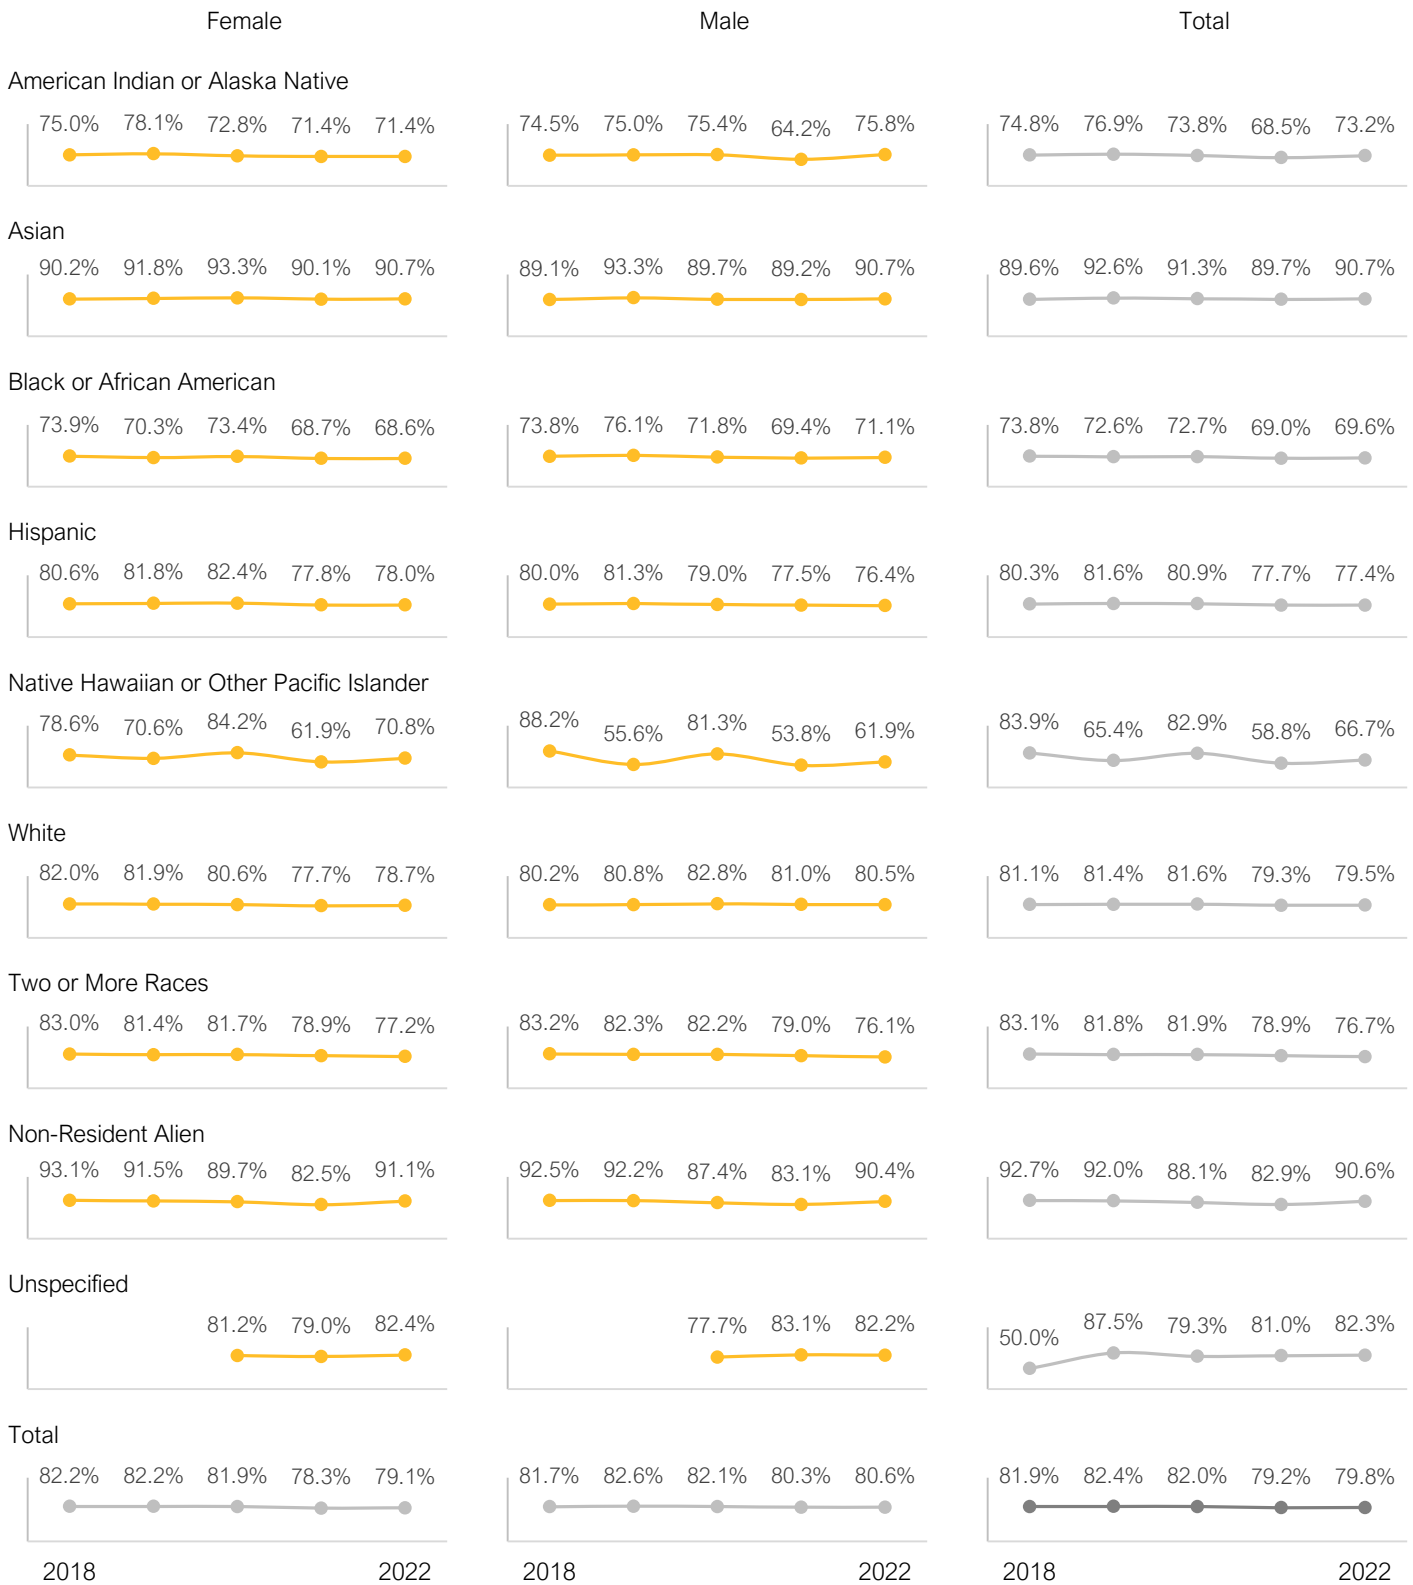 Female Male Total
American Indian or Alaska Native
75.0% 78.1% 72.8% 71.4% 71.4% 74.5% 75.0% 75.4% 64.2% 75.8% 74.8% 76.9% 73.8% 68.5% 73.2%
Asian
90.2% 91.8% 93.3% 90.1% 90.7% 89.1% 93.3% 89.7% 89.2% 90.7% 89.6% 92.6% 91.3% 89.7% 90.7%
Black or African American
73.9% 70.3% 73.4% 68.7% 68.6% 73.8% 76.1% 71.8% 69.4% 71.1% 73.8% 72.6% 72.7% 69.0% 69.6%
Hispanic
80.6% 81.8% 82.4% 77.8% 78.0% 80.0% 81.3% 79.0% 77.5% 76.4% 80.3% 81.6% 80.9% 77.7% 77.4%
Native Hawaiian or Other Pacific Islander
78.6% 70.6% 84.2% 61.9% 70.8% 88.2% 55.6% 81.3% 53.8% 61.9% 83.9% 65.4% 82.9% 58.8% 66.7%
White
82.0% 81.9% 80.6% 77.7% 78.7% 80.2% 80.8% 82.8% 81.0% 80.5% 81.1% 81.4% 81.6% 79.3% 79.5%
Two or More Races
83.0% 81.4% 81.7% 78.9% 77.2% 83.2% 82.3% 82.2% 79.0% 76.1% 83.1% 81.8% 81.9% 78.9% 76.7%
Non-Resident Alien
93.1% 91.5% 89.7% 82.5% 91.1% 92.5% 92.2% 87.4% 83.1% 90.4% 92.7% 92.0% 88.1% 82.9% 90.6%
Unspecified
81.2% 79.0% 82.4% 77.7% 83.1% 82.2% 50.0% 87.5% 79.3% 81.0% 82.3%
Total
82.2% 82.2% 81.9% 78.3% 79.1% 81.7% 82.6% 82.1% 80.3% 80.6% 81.9% 82.4% 82.0% 79.2% 79.8%
2018 2022 2018 2022 2018 2022